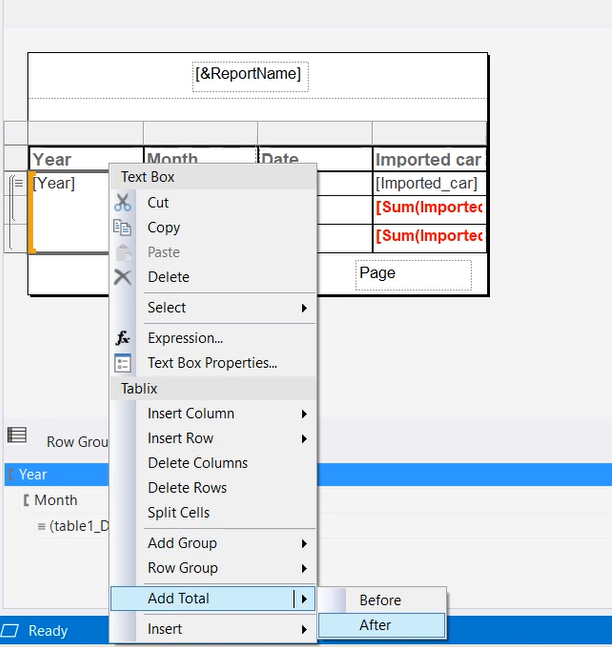 [&ReportName]
Year Month Date Imported car
[Year] [Imported_car]
[Sum(Imported
[Sum(Imported
Page
Text Box
Cut
Copy
Paste
Delete
Select
Expression...
Text Box Properties...
Tablix
Insert Column
Insert Row
Delete Columns
Delete Rows
Split Cells
Add Group
Row Group
Add Total
Insert
Before
After
Row Grou
Year
Month
(table1_D
Ready